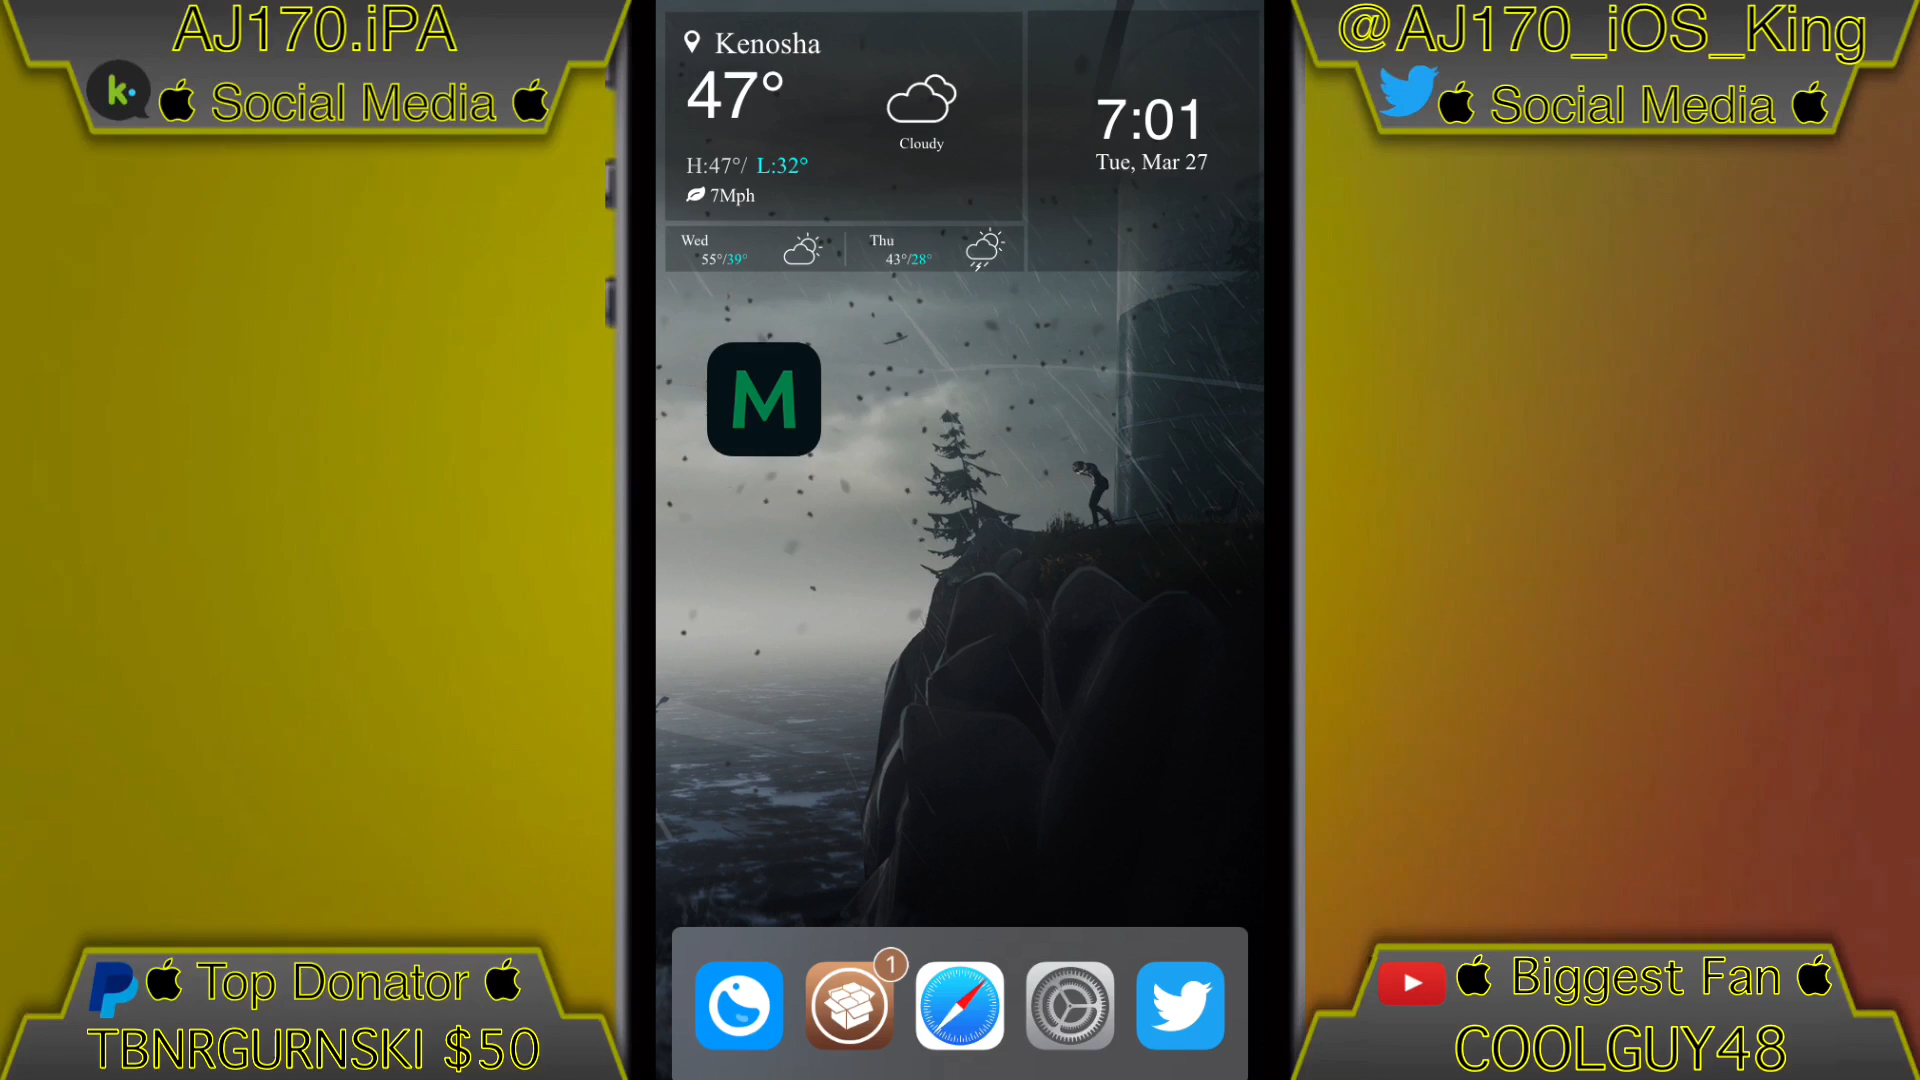 AJ170.iPA
k
Social Media
@AJ170_iOS_King
Social Media
Kenosha
47°
Cloudy
H:47°/ L:32°
7Mph
Wed
55°/39°
Thu
43°/28°
7:01
Tue, Mar 27
M
1
Top Donator
TBNRGURNSKI $50
Biggest Fan
COOLGUY48